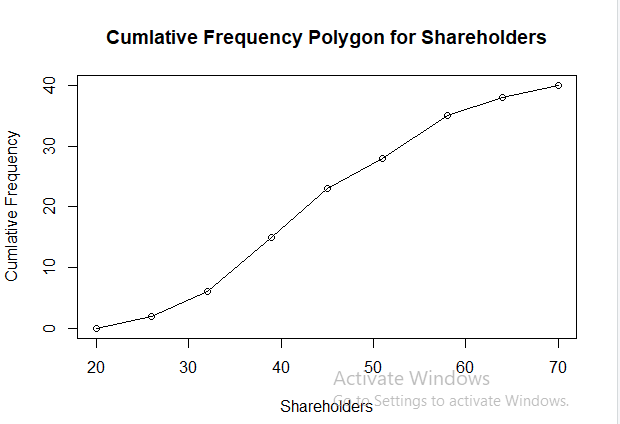 Cumlative Frequency Polygon for Shareholders
Cumlative Frequency
40
30
20
10
0
20 30 40 50 60 70
Shareholders
Activate Windows
Go to Settings to activate Windows.